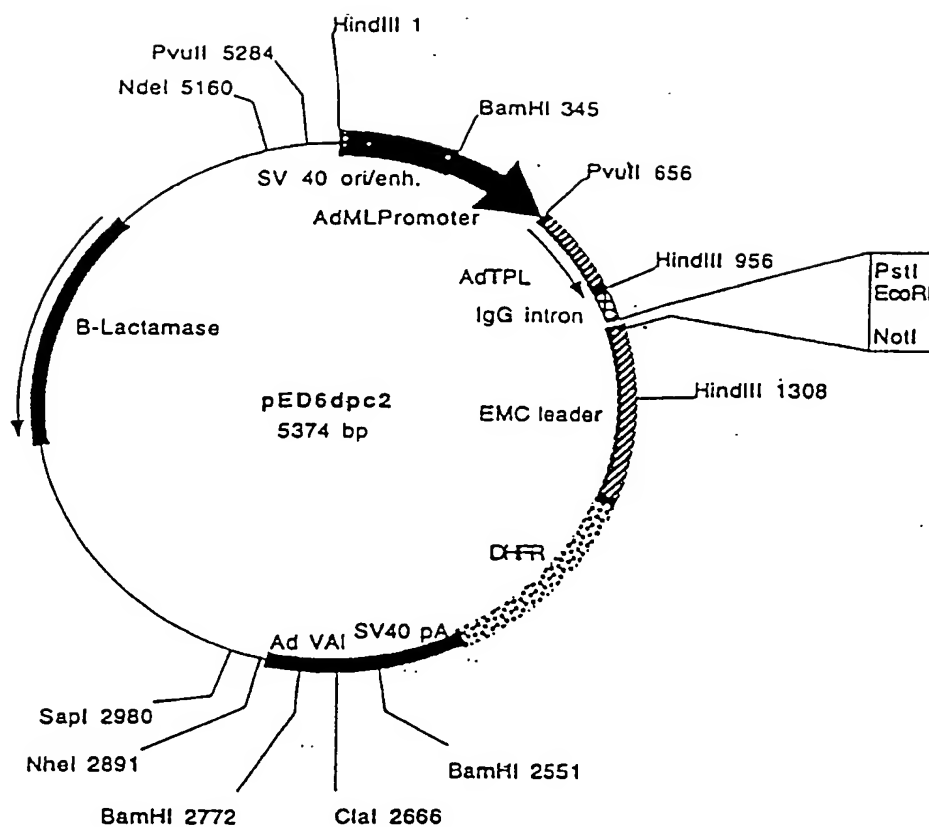 HindIII 1
PvuII 5284
NdeI 5160
BamHI 345
SV 40 ori/enh.
PvuII 656
AdMLPromoter
HindIII 956
AdTPL
PstI
EcoRI
IgG intron
NotI
B-Lactamase
HindIII 1308
pED6dpc2
EMC leader
5374 bp
DHFR
SV40 pA
Ad VAI
SapI 2980
NheI 2891
BamHI 2551
BamHI 2772
ClaI 2666